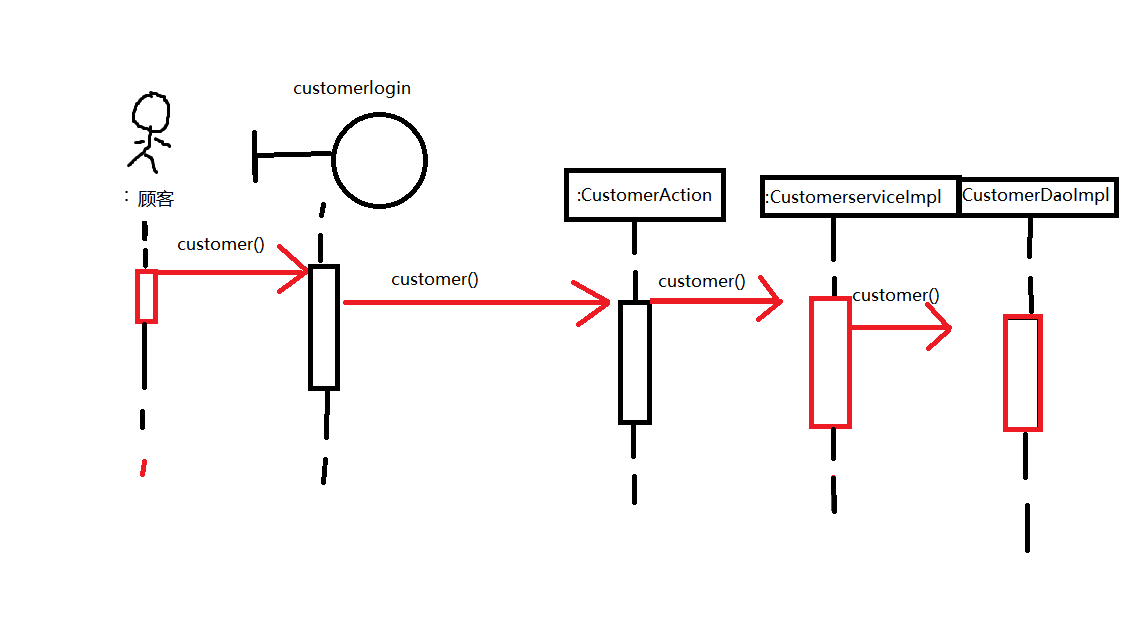 customerlogin
：顾客
:CustomerAction
:CustomerserviceImpl
CustomerDaoImpl
customer()
customer()
customer()
customer()